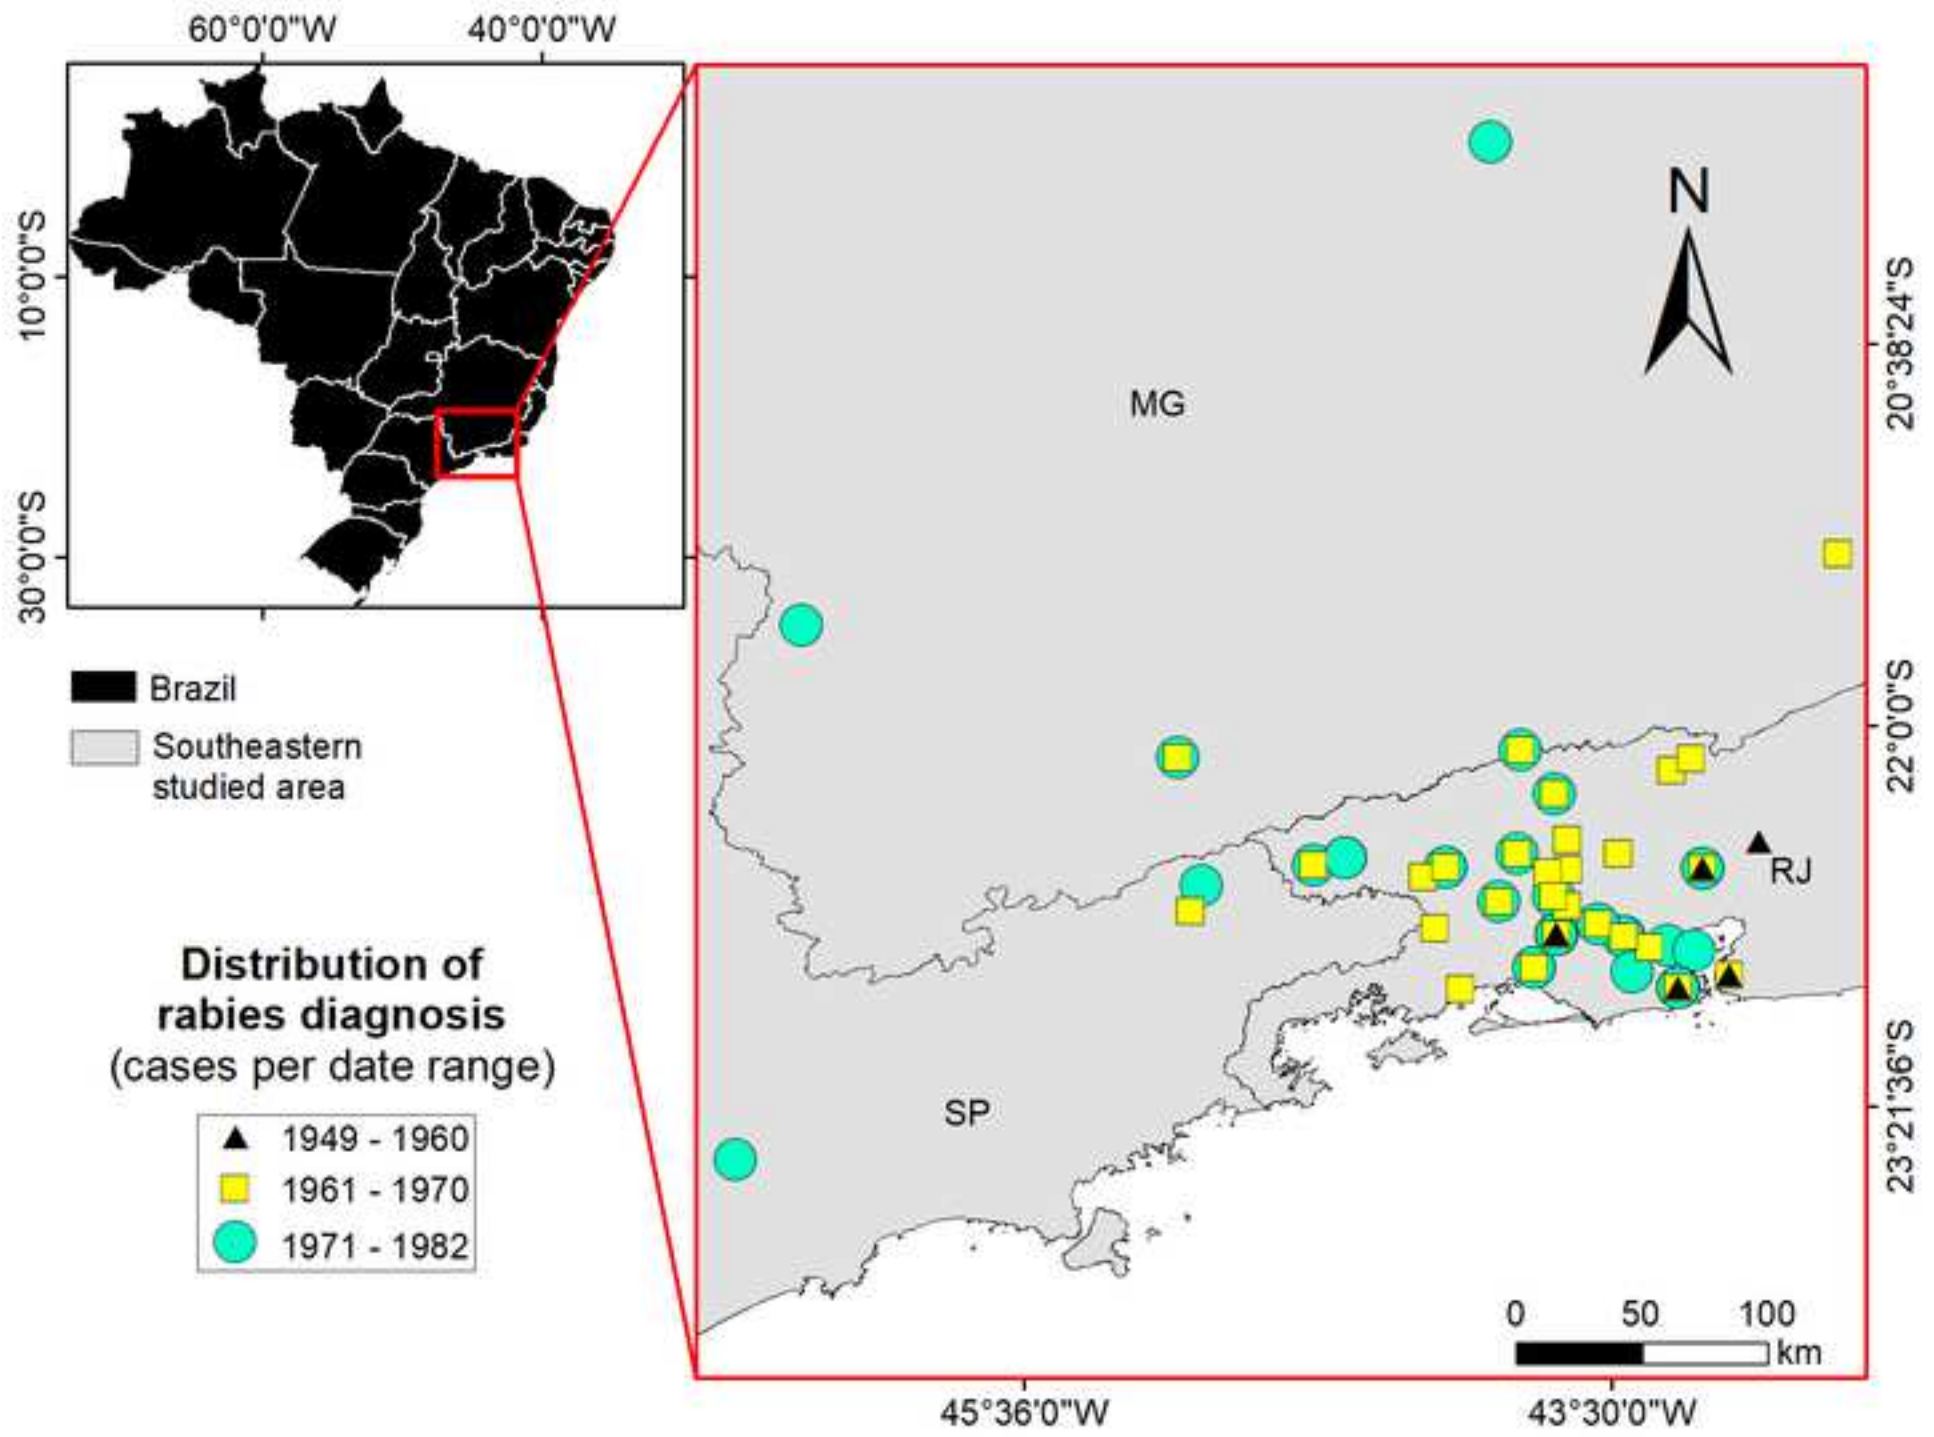 60°0'0"W
40°0'0"W
10°0'0"S
30°0'0"S
Brazil
Southeastern
studied area
Distribution of
rabies diagnosis
(cases per date range)
1949 - 1960
1961 - 1970
1971 - 1982
N
MG
RJ
SP
20°38'24"S
22°0'0"S
23°21'36"S
0 50 100
km
45°36'0"W
43°30'0"W